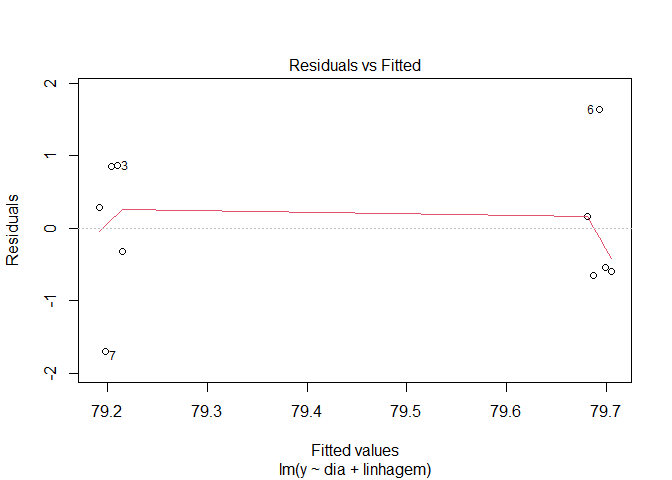 Residuals vs Fitted
2
1
0
-1
-2
Residuals
6
3
7
79.2 79.3 79.4 79.5 79.6 79.7
Fitted values
lm(y ~ dia + linhagem)